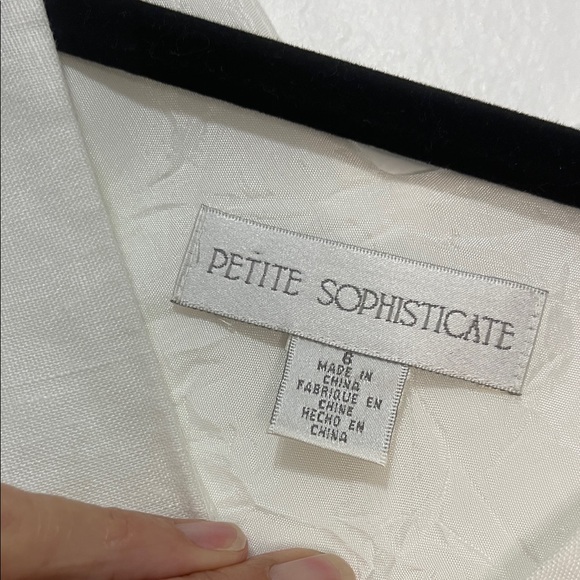 PETITE SOPHISTICATE
6
MADE IN
CHINA
FABRIQUE EN
CHINE
HECHO EN
CHINA